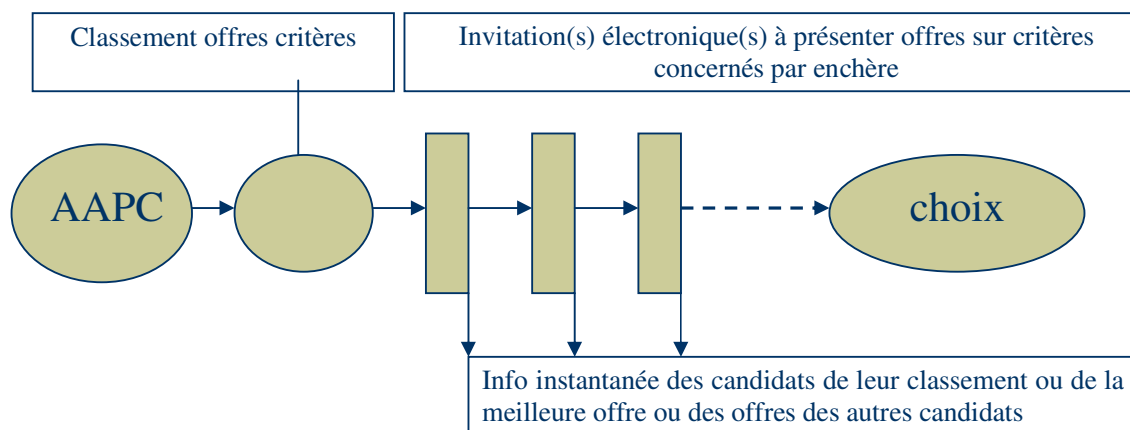 Classement offres critères
Invitation(s) électronique(s) à présenter offres sur critères
concernés par enchère
AAPC
choix
Info instantanée des candidats de leur classement ou de la
meilleure offre ou des offres des autres candidats